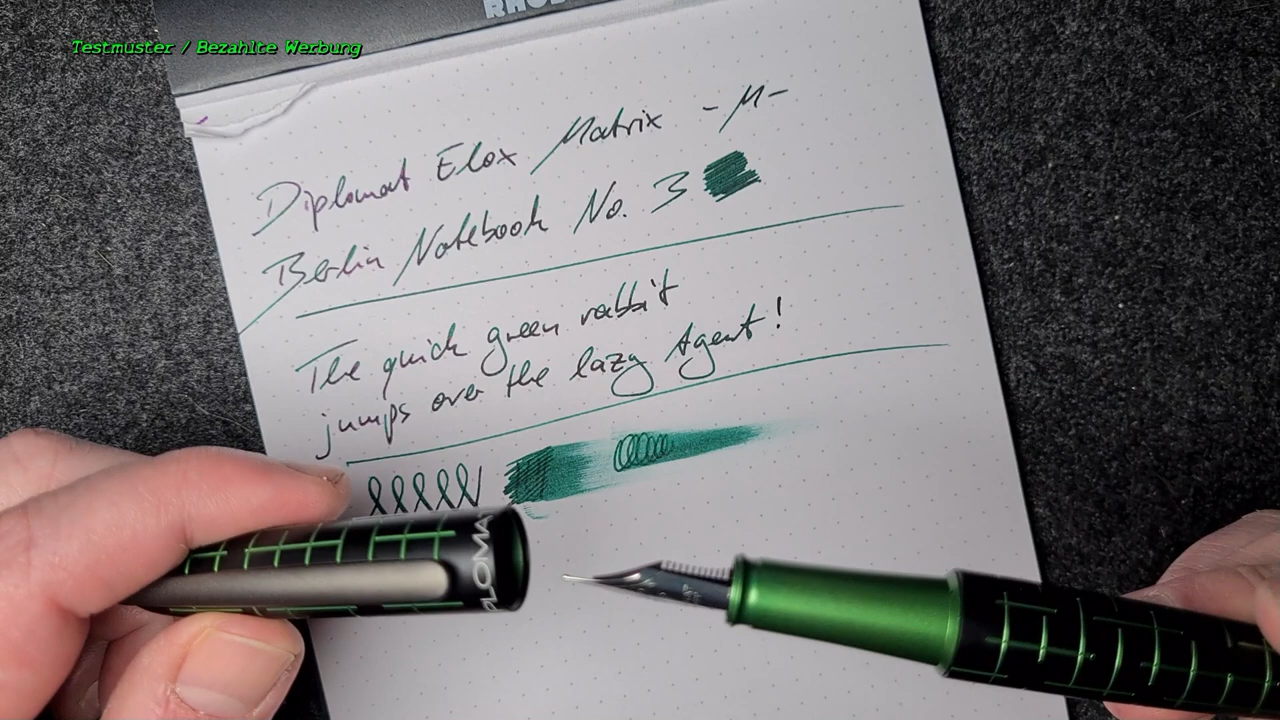 Testmuster / Bezahlte Werbung
Diplomat Elox Matrix -M-
Berlin Notebook No. 3
The quick green rabbit
jumps over the lazy Agent!